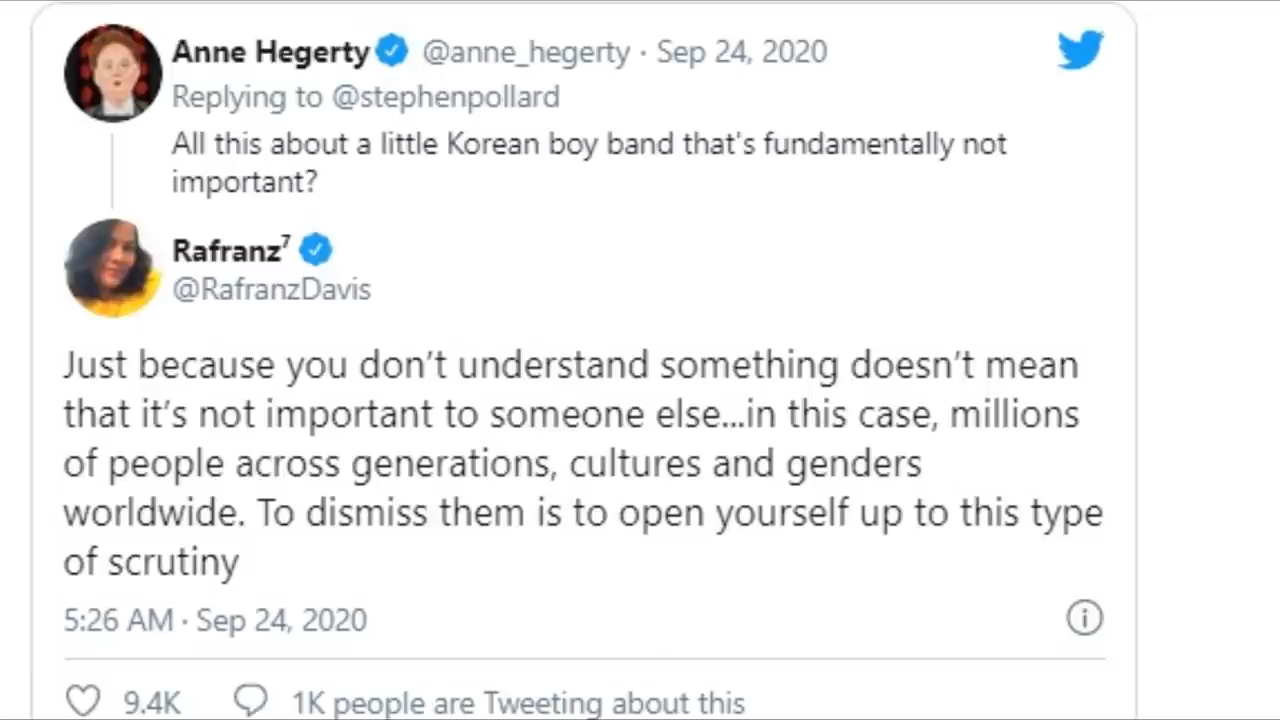 Anne Hegerty @anne_hegerty · Sep 24, 2020
Replying to @stephenpollard
All this about a little Korean boy band that's fundamentally not
important?
Rafranz⁷
@RafranzDavis
Just because you don’t understand something doesn’t mean
that it’s not important to someone else...in this case, millions
of people across generations, cultures and genders
worldwide. To dismiss them is to open yourself up to this type
of scrutiny
5:26 AM · Sep 24, 2020
9.4K 1K people are Tweeting about this